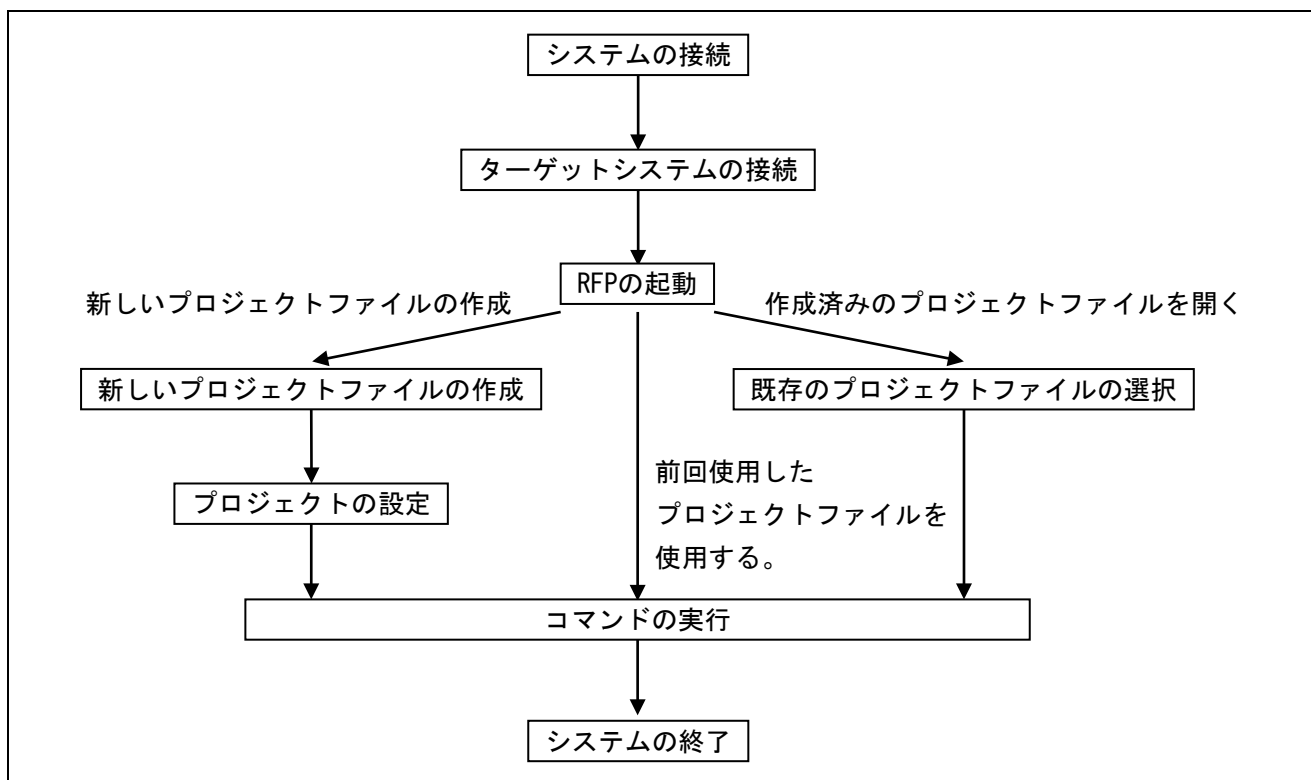 システムの接続
ターゲットシステムの接続
RFPの起動
新しいプロジェクトファイルの作成
作成済みのプロジェクトファイルを開く
新しいプロジェクトファイルの作成
既存のプロジェクトファイルの選択
前回使用した
プロジェクトファイルを
使用する。
プロジェクトの設定
コマンドの実行
システムの終了